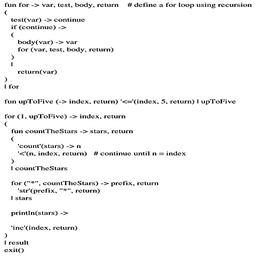 fun for -> var, test, body, return    # define a for loop using recursion
(
  test(var) -> continue
  if (continue) ->
  (
    body(var) -> var
    for (var, test, body, return)
  )
  |
    return(var)
)
| for

fun upToFive (-> index, return) '<='(index, 5, return) | upToFive

for (1, upToFive) -> index, return
(
  fun countTheStars -> stars, return
  (
    'count'(stars) -> n
    '<'(n, index, return)   # continue until n = index
  )
  | countTheStars

  for ("*", countTheStars) -> prefix, return
    'str'(prefix, "*", return)
  | stars

  println(stars) ->

  'inc'(index, return)
)
| result
exit()